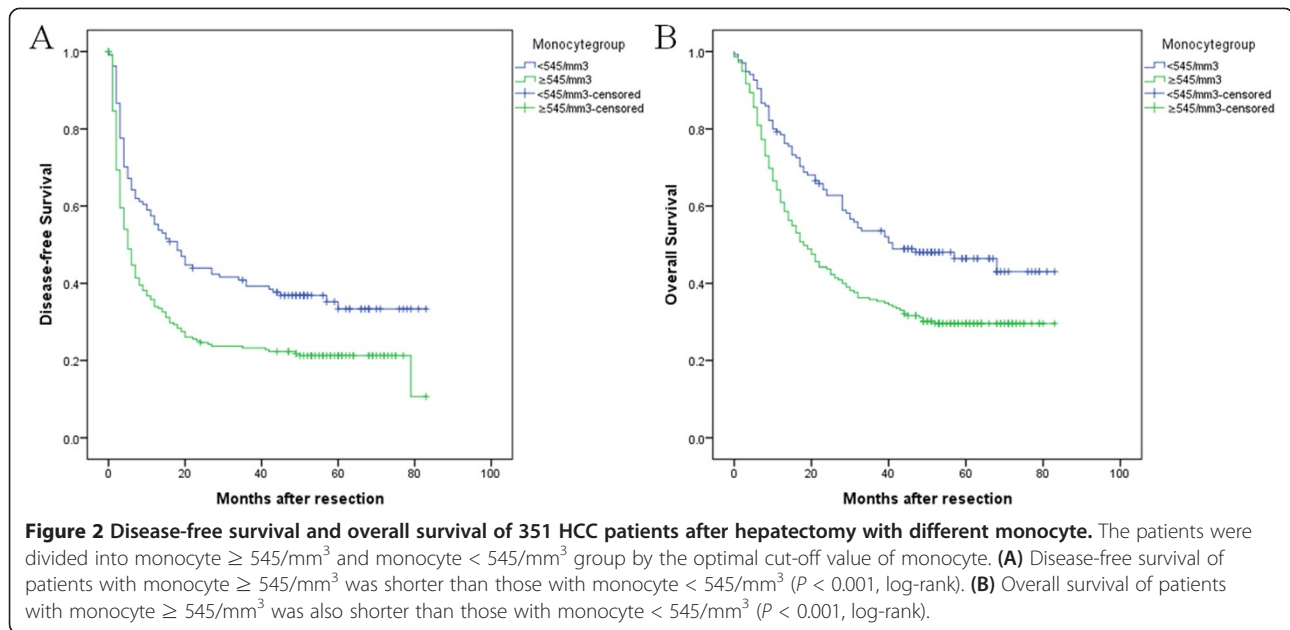 A
Monocytegroup
<545/mm3
≥545/mm3
<545/mm3-censored
≥545/mm3-censored
1.0
0.8
0.6
0.4
0.2
0.0
Disease-free Survival
0 20 40 60 80 100
Months after resection
B
Monocytegroup
<545/mm3
≥545/mm3
<545/mm3-censored
≥545/mm3-censored
1.0
0.8
0.6
0.4
0.2
0.0
Overall Survival
0 20 40 60 80 100
Months after resection
Figure 2 Disease-free survival and overall survival of 351 HCC patients after hepatectomy with different monocyte. The patients were
divided into monocyte ≥ 545/mm³ and monocyte < 545/mm³ group by the optimal cut-off value of monocyte. (A) Disease-free survival of
patients with monocyte ≥ 545/mm³ was shorter than those with monocyte < 545/mm³ (P < 0.001, log-rank). (B) Overall survival of patients
with monocyte ≥ 545/mm³ was also shorter than those with monocyte < 545/mm³ (P < 0.001, log-rank).